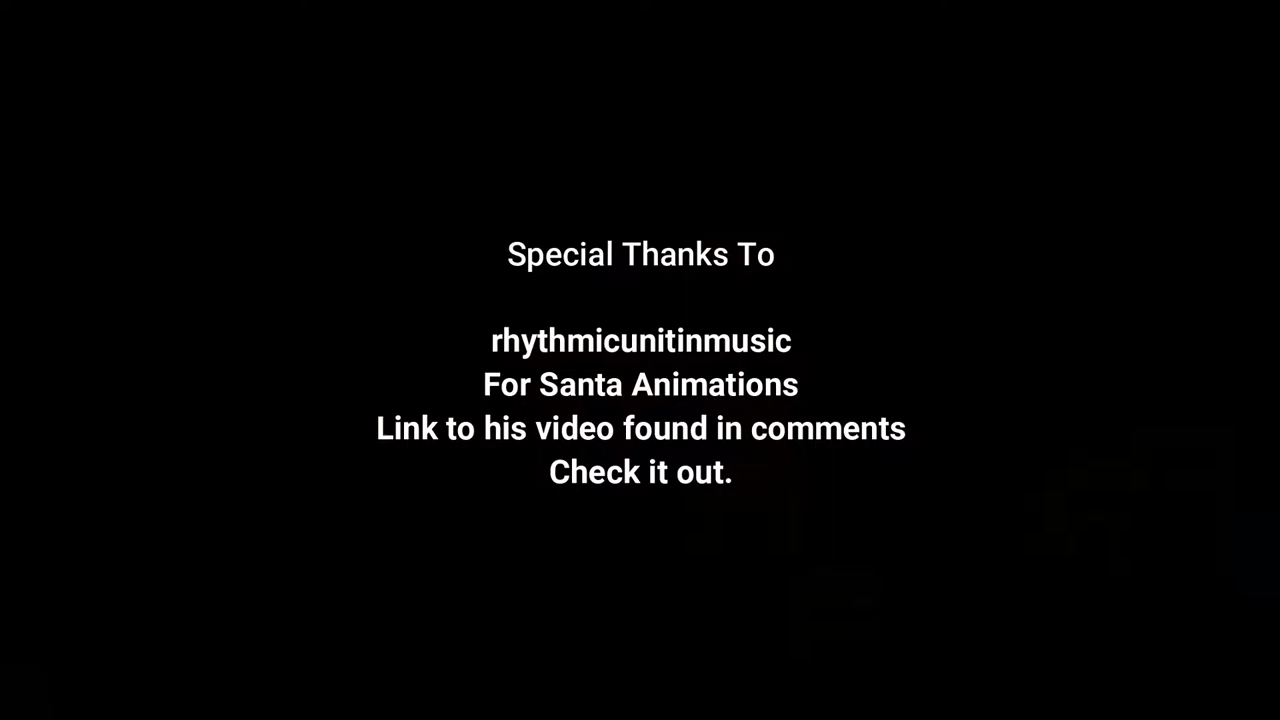 Special Thanks To
rhythmicunitinmusic
For Santa Animations
Link to his video found in comments
Check it out.